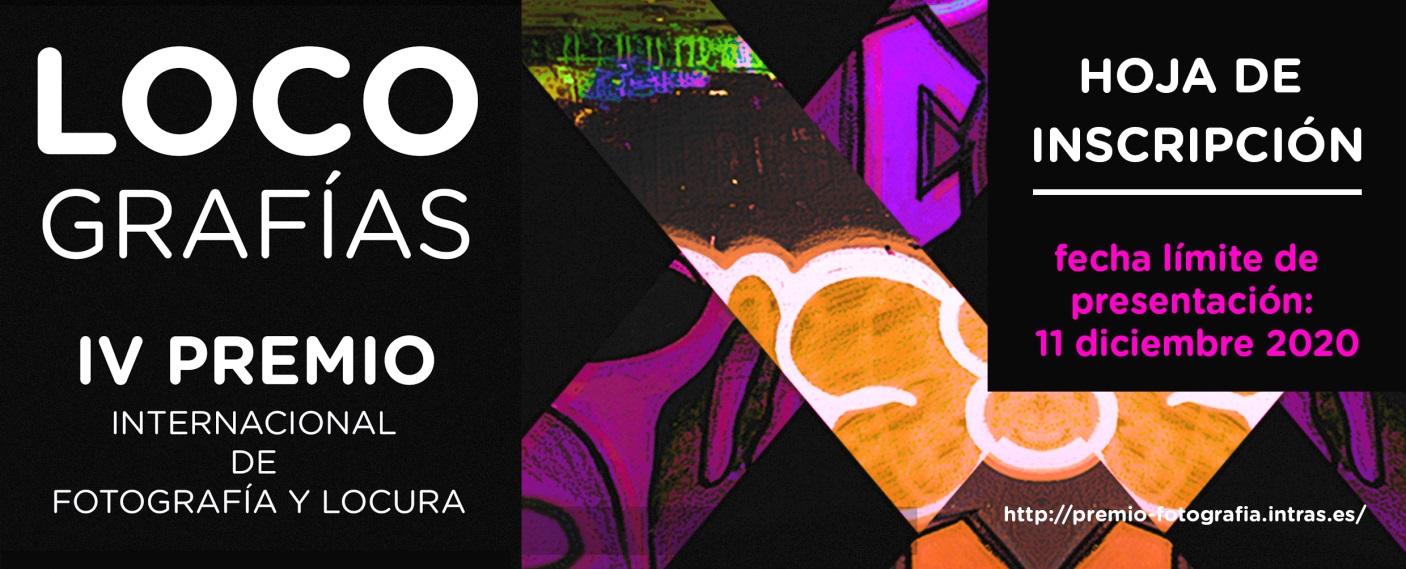 LOCO
GRAFÍAS
IV PREMIO
INTERNACIONAL
DE
FOTOGRAFÍA Y LOCURA
HOJA DE
INSCRIPCIÓN
fecha límite de
presentación:
11 diciembre 2020
http://premio-fotografia.intras.es/